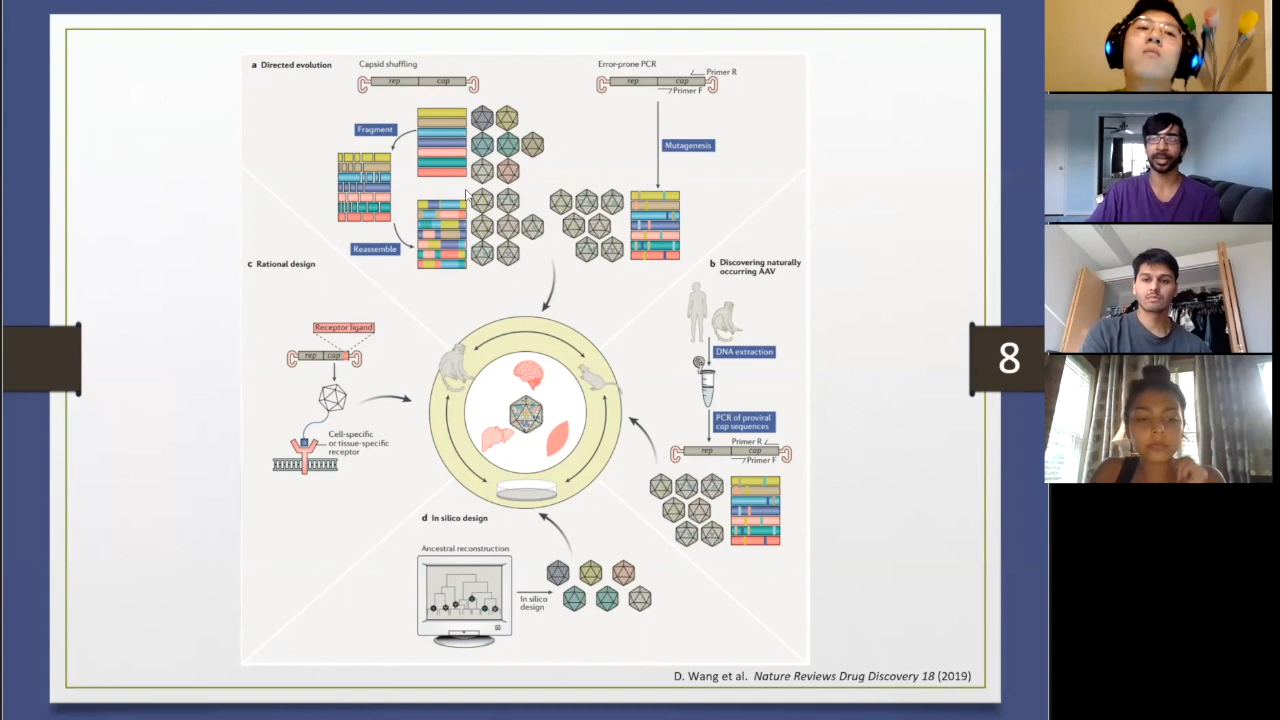 a Directed evolution
Capsid shuffling
rep cap
Fragment
Reassemble
Error-prone PCR
Primer R
rep cap
Primer F
Mutagenesis
b Discovering naturally
occurring AAV
DNA extraction
PCR of proviral
cap sequences
Primer R
rep cap
Primer F
c Rational design
Receptor ligand
rep cap
Cell-specific
or tissue-specific
receptor
d In silico design
Ancestral reconstruction
In silico
design
8
D. Wang et al. Nature Reviews Drug Discovery 18 (2019)